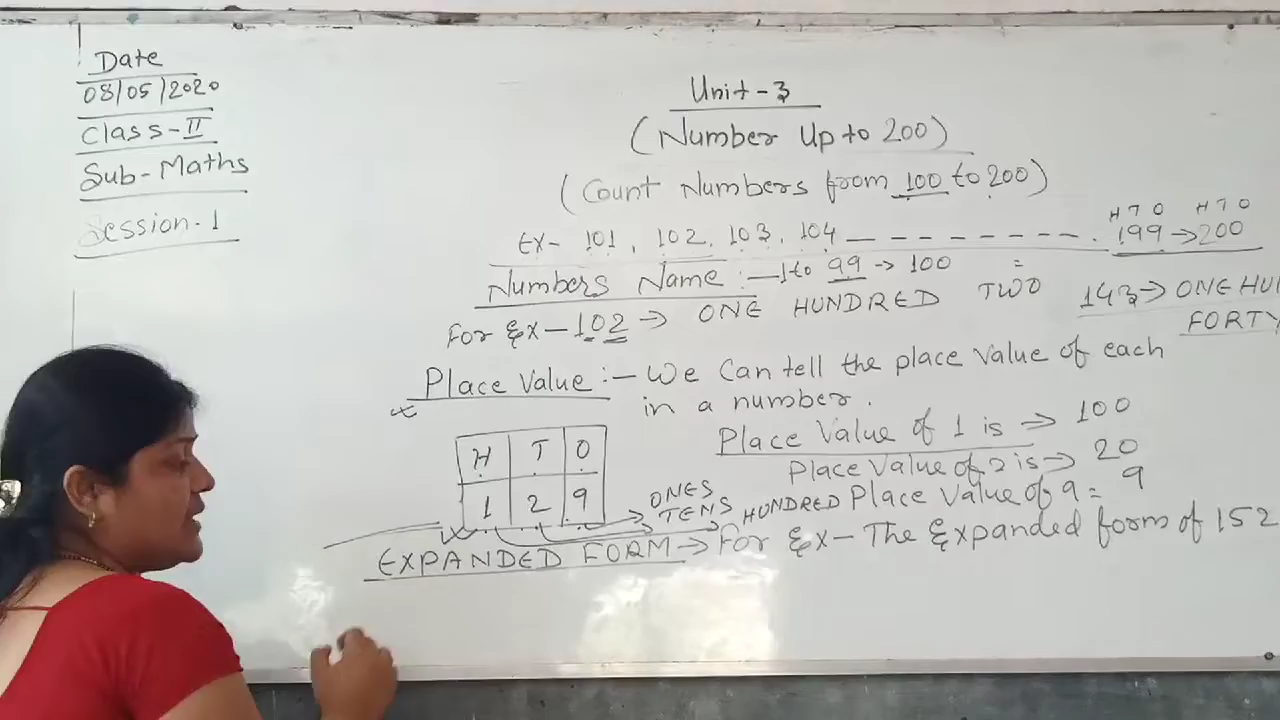 Date
08/05/2020
Class-II
Sub-Maths
Session-1
Unit-3
(Number Up to 200)
(Count Numbers from 100 to 200)
H T O H T O
Ex- 101, 102, 103, 104 - - - - - - - - . 199 → 200
Numbers Name :- 1 to 99 → 100
For Ex - 102 → ONE HUNDRED TWO
143 → ONE HU
FORTY
Place Value :- We Can tell the place value of each
in a number.
H T O
1 2 9
Place Value of 1 is → 100
Place Value of 2 is → 20
Place Value of 9 = 9
ONES
TENS
HUNDRED
EXPANDED FORM → For Ex - The Expanded form of 152